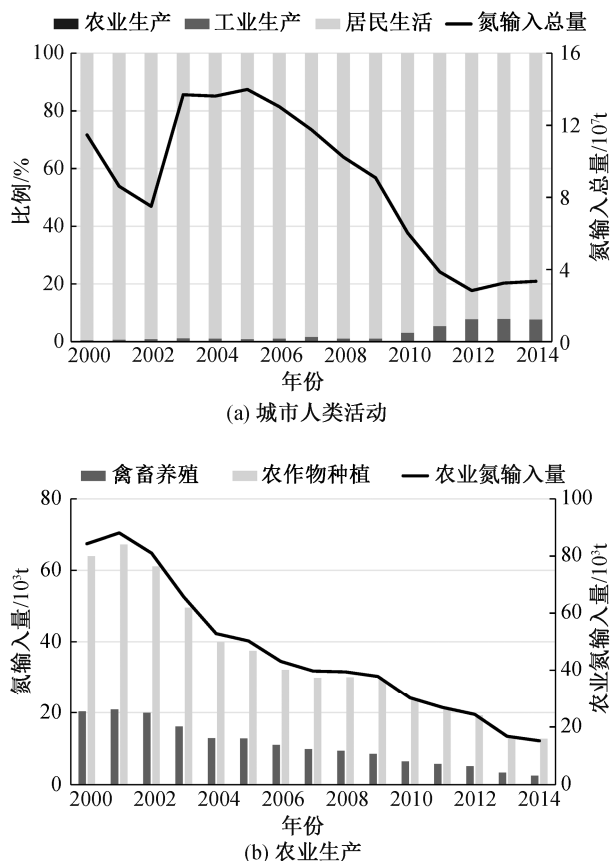 农业生产 工业生产 居民生活 氮输入总量
100 80 60 40 20 0
比例/%
16 12 8 4 0
氮输入总量/10⁷t
2000 2002 2004 2006 2008 2010 2012 2014
年份
(a) 城市人类活动
禽畜养殖 农作物种植 农业氮输入量
80 60 40 20 0
氮输入量/10³t
100 80 60 40 20 0
农业氮输入量/10³t
2000 2002 2004 2006 2008 2010 2012 2014
年份
(b) 农业生产